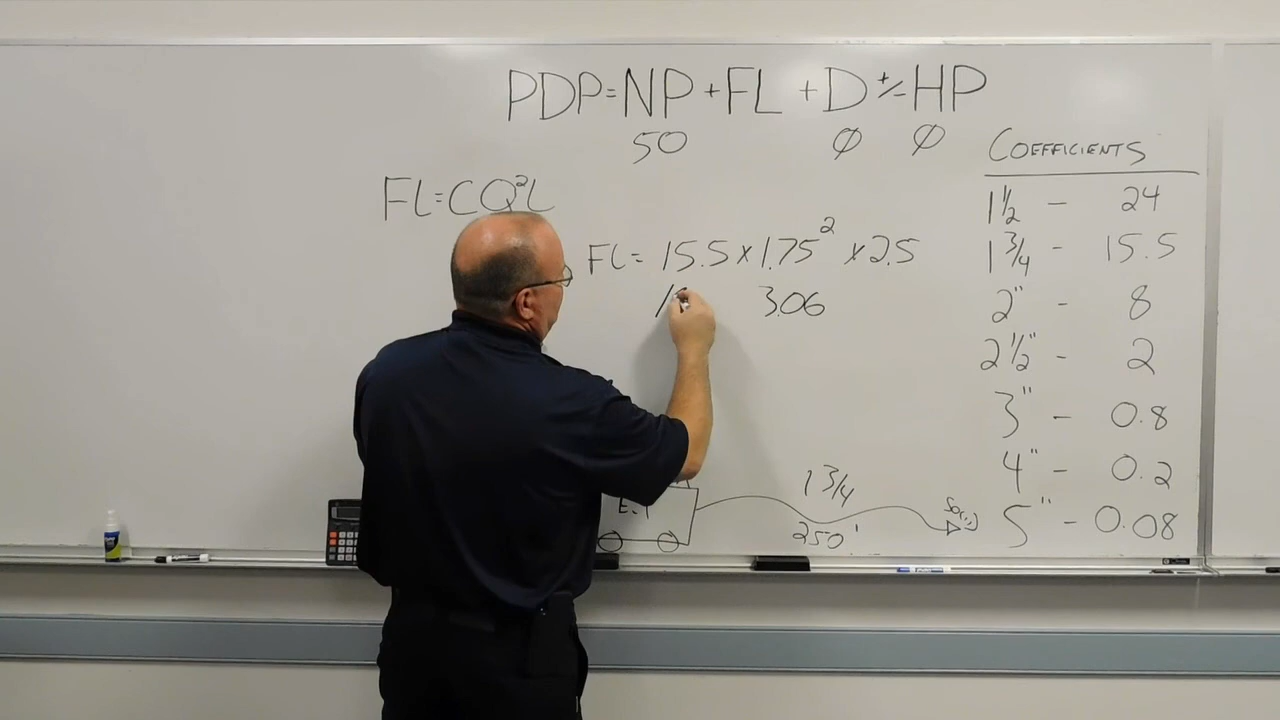 PDP=NP+FL+D+/-HP
50 Ø Ø
FL=CQ²L
FL=15.5×1.75²×2.5
3.06
COEFFICIENTS
1½ - 24
1¾ - 15.5
2" - 8
2½" - 2
3" - 0.8
4" - 0.2
5" - 0.08
1¾
250'
E.1